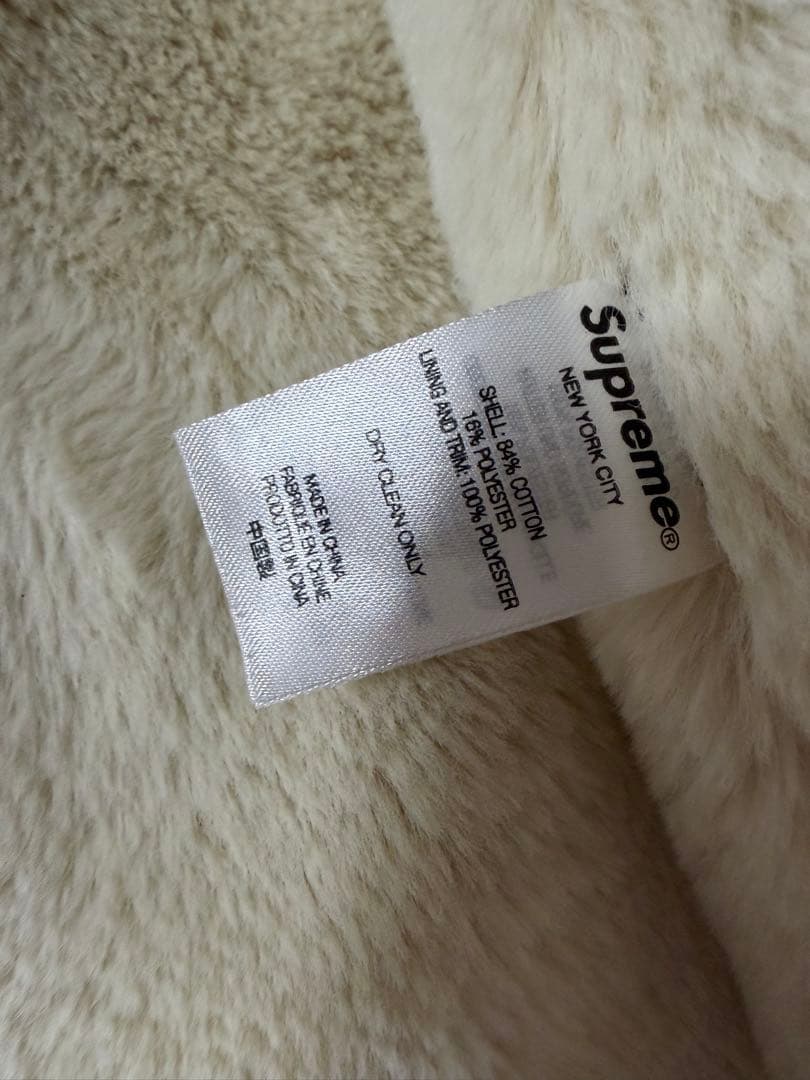 Supreme®
NEW YORK CITY
SHELL: 84% COTTON
16% POLYESTER
LINING AND TRIM: 100% POLYESTER
DRY CLEAN ONLY
MADE IN CHINA
FABRIQUE EN CHINE
PRODUTTO IN CINA
中国製